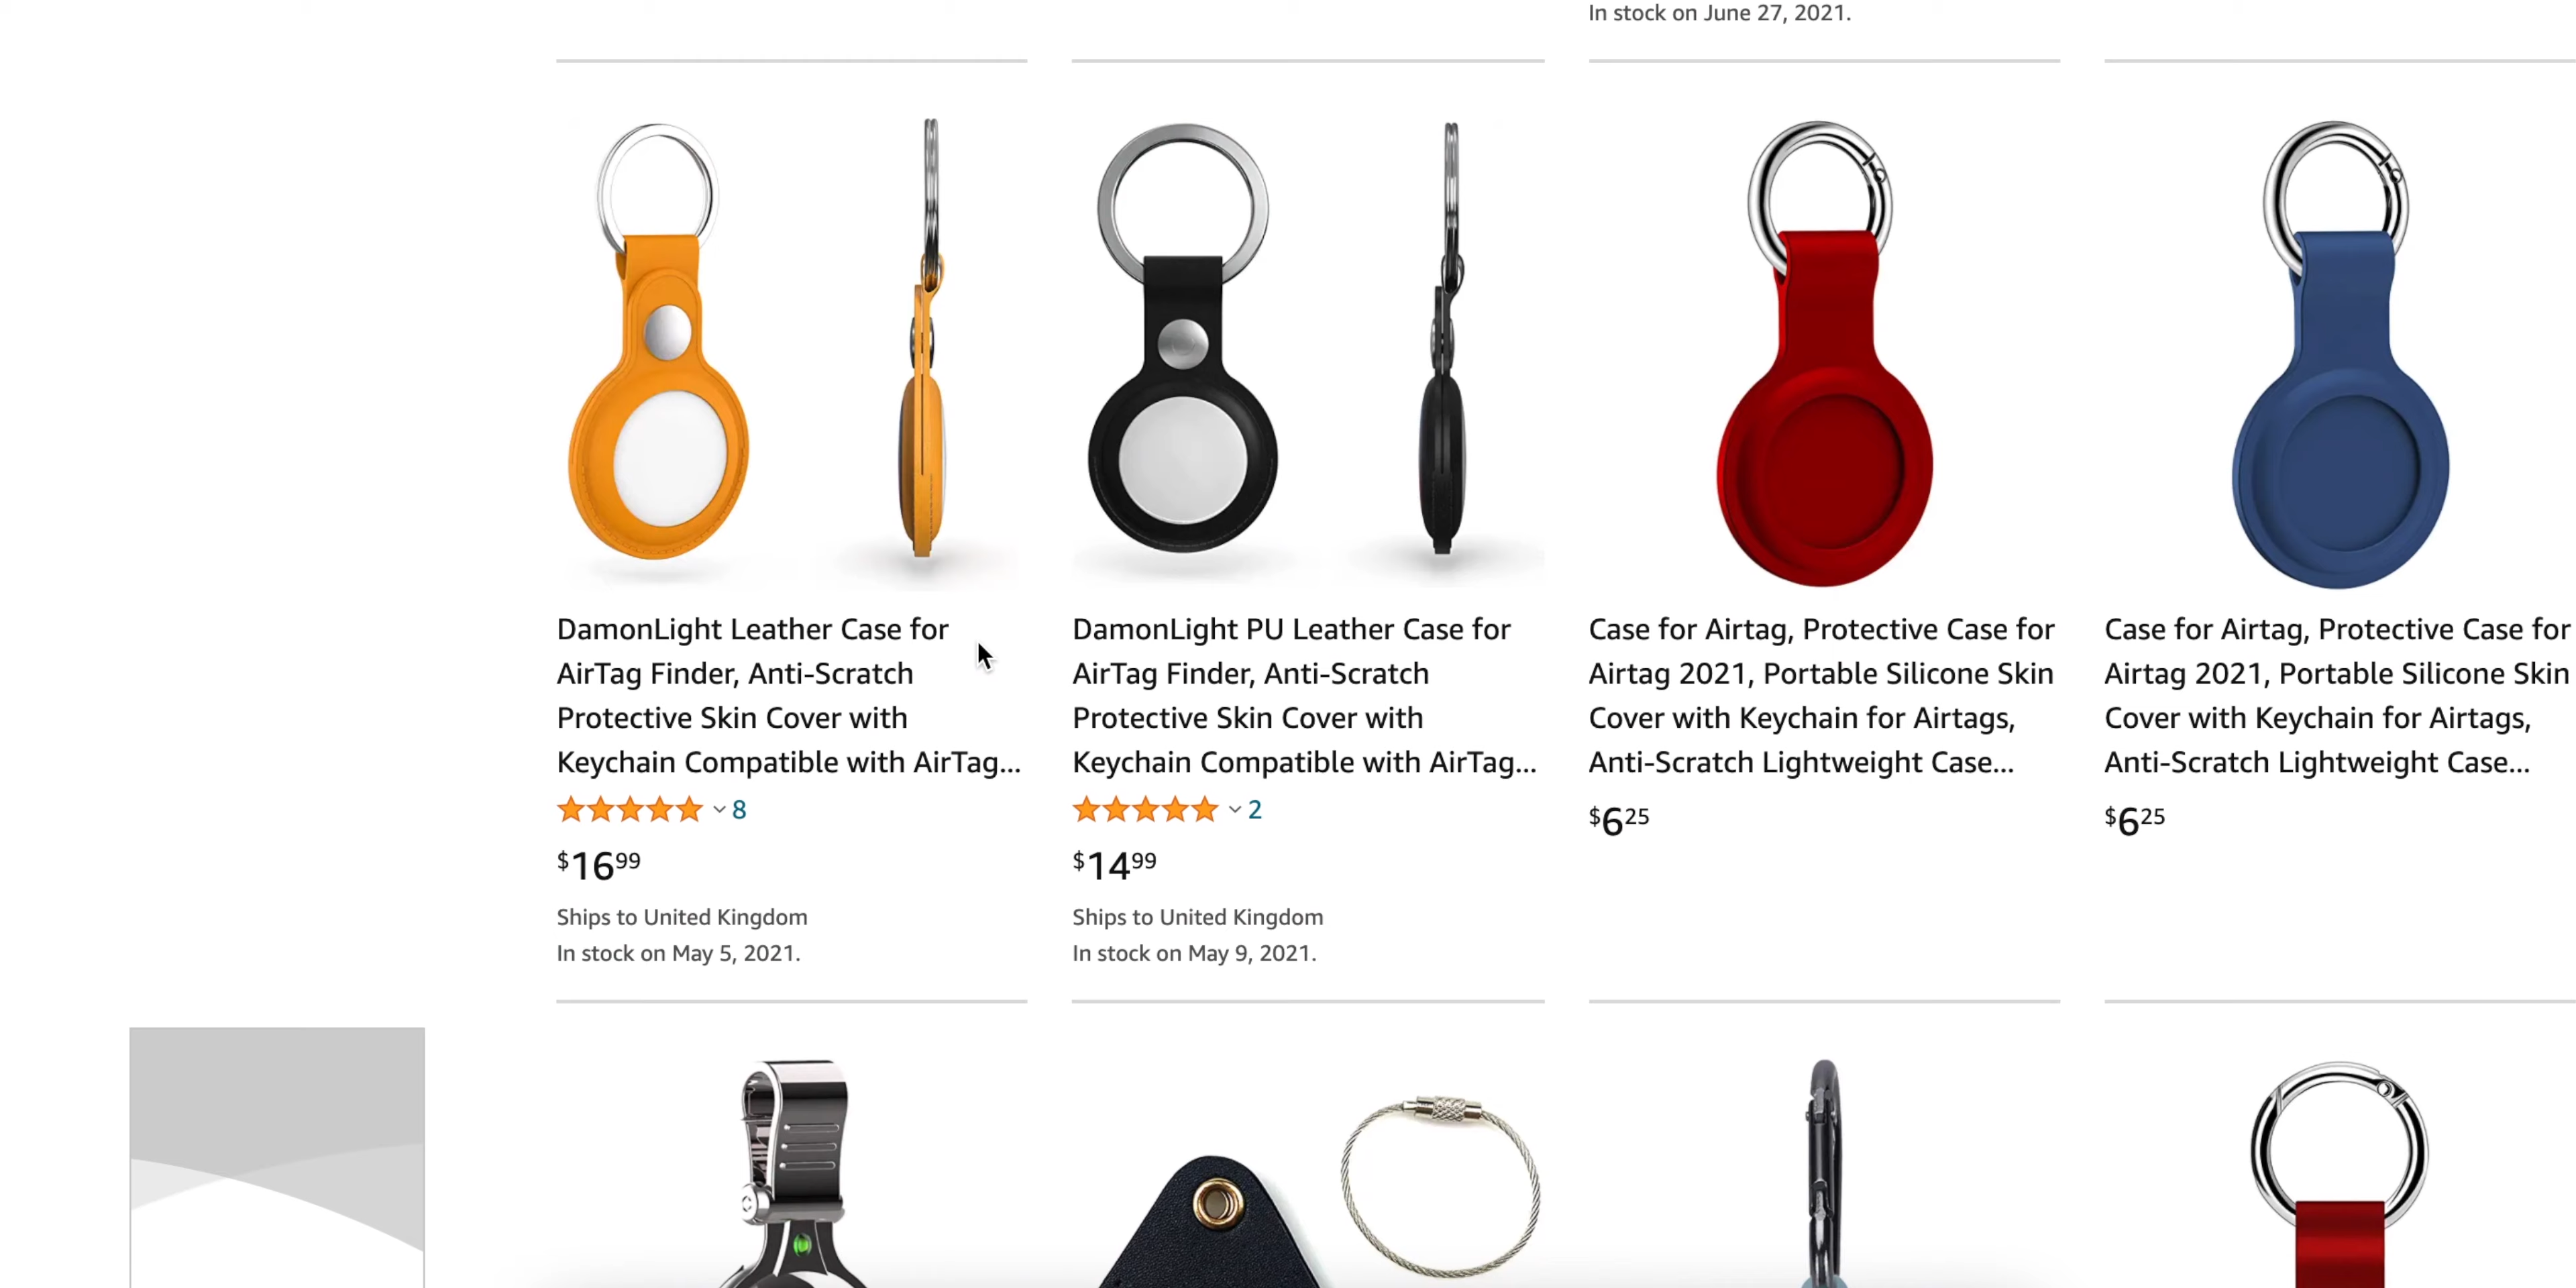 In stock on June 27, 2021.
DamonLight Leather Case for
AirTag Finder, Anti-Scratch
Protective Skin Cover with
Keychain Compatible with AirTag...
8
$16 99
Ships to United Kingdom
In stock on May 5, 2021.
DamonLight PU Leather Case for
AirTag Finder, Anti-Scratch
Protective Skin Cover with
Keychain Compatible with AirTag...
2
$14 99
Ships to United Kingdom
In stock on May 9, 2021.
Case for Airtag, Protective Case for
Airtag 2021, Portable Silicone Skin
Cover with Keychain for Airtags,
Anti-Scratch Lightweight Case...
$6 25
Case for Airtag, Protective Case for
Airtag 2021, Portable Silicone Skin
Cover with Keychain for Airtags,
Anti-Scratch Lightweight Case...
$6 25